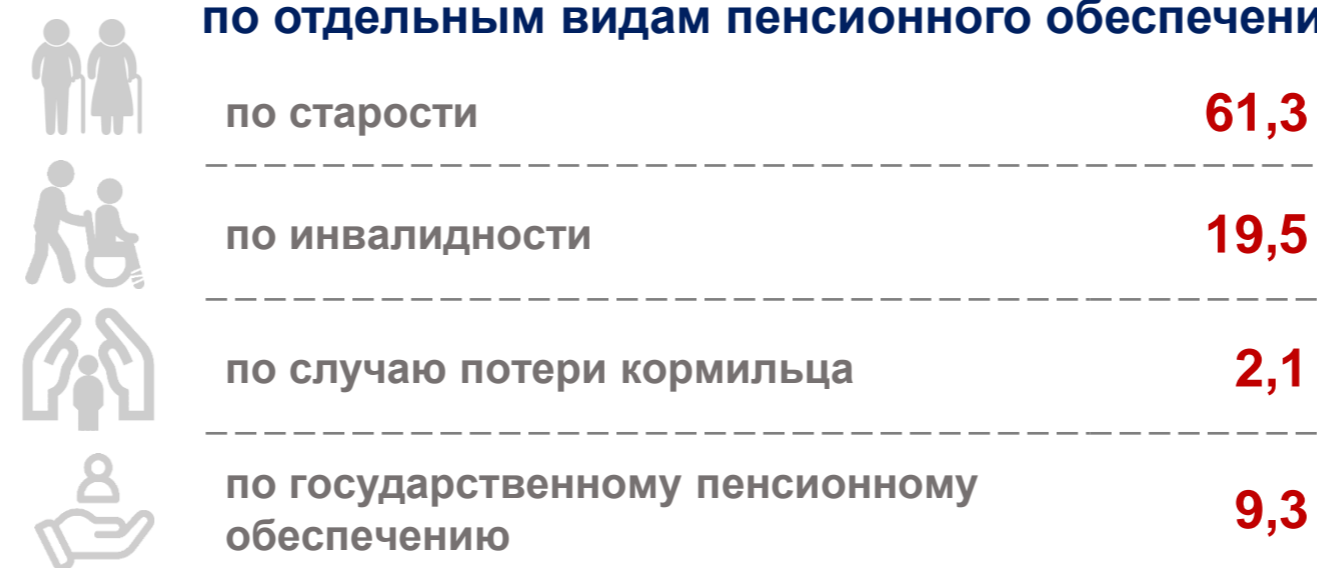 по отдельным видам пенсионного обеспечени
по старости 61,3
по инвалидности 19,5
по случаю потери кормильца 2,1
по государственному пенсионному
обеспечению 9,3